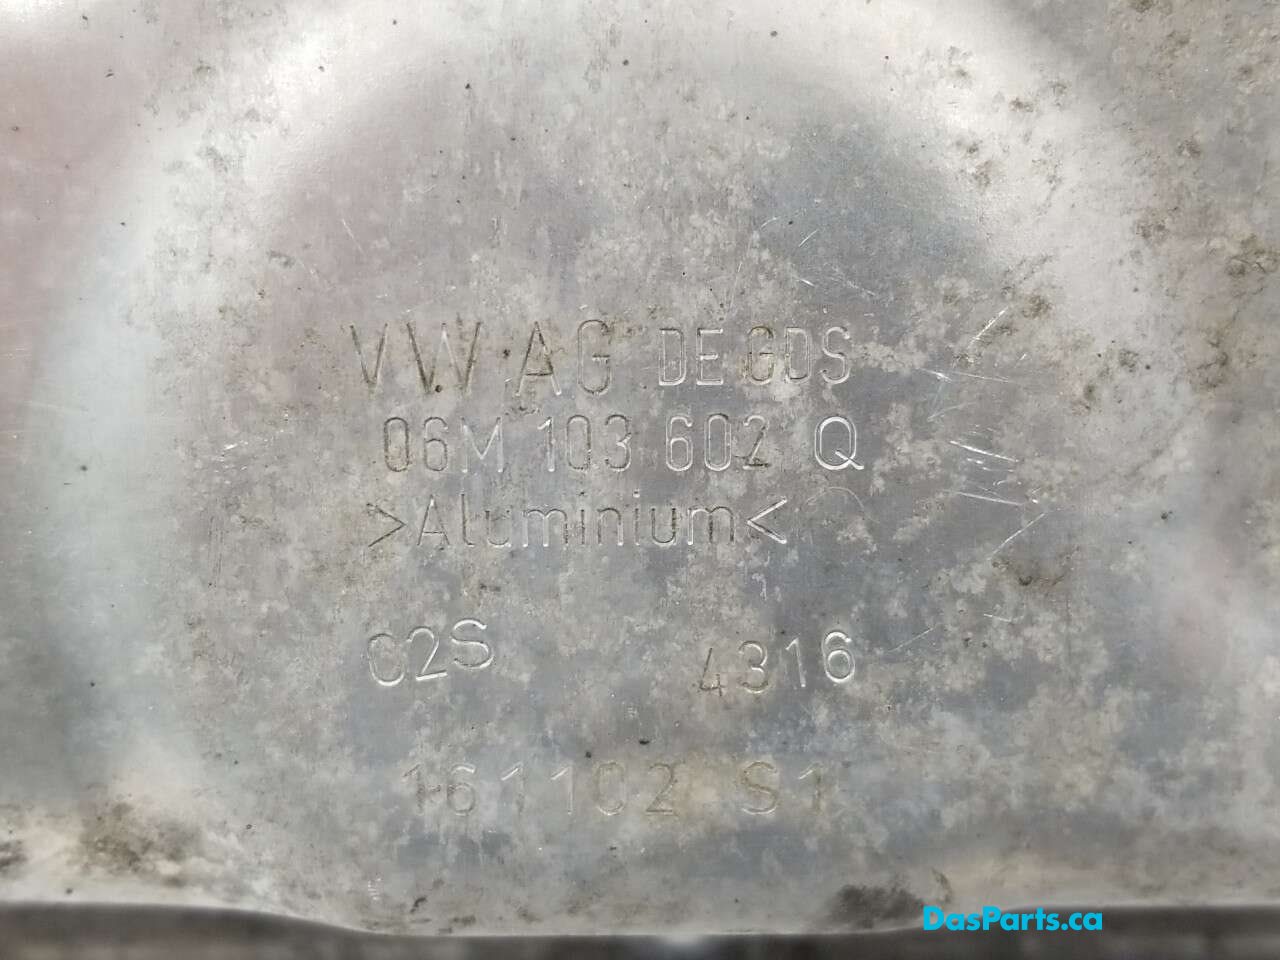 VW AG DE GDS
06M 103 602 Q
>Aluminium<
C2S 4316
161102 S1
DasParts.ca